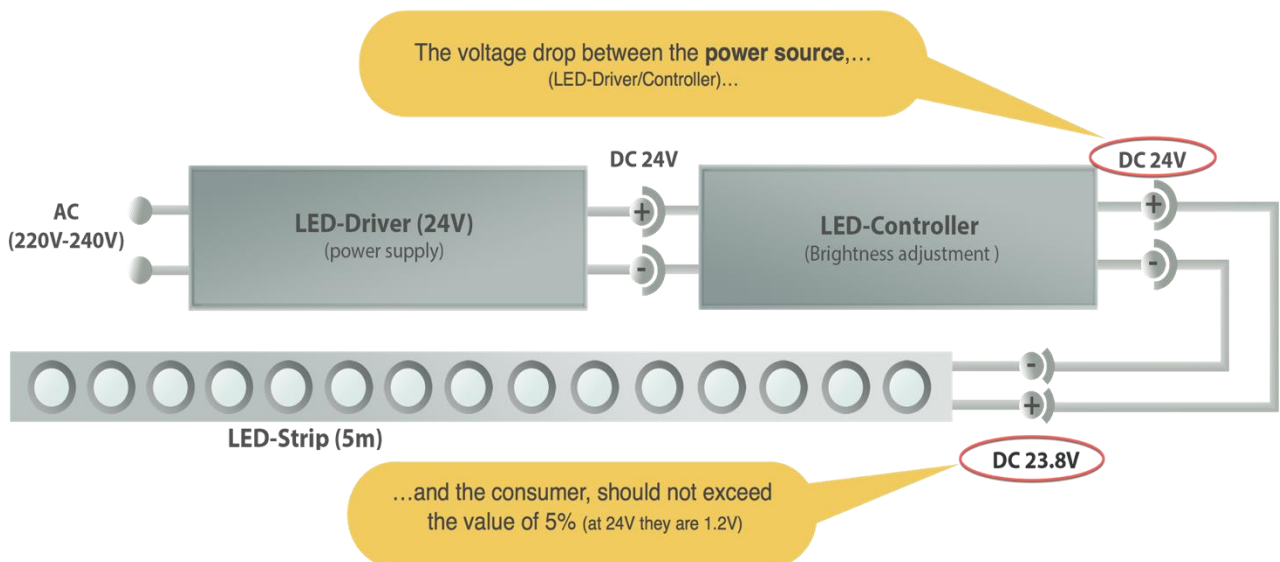 The voltage drop between the power source,...
(LED-Driver/Controller)...
DC 24V
DC 24V
AC
(220V-240V)
LED-Driver (24V)
(power supply)
+
-
LED-Controller
(Brightness adjustment )
+
-
-
+
LED-Strip (5m)
DC 23.8V
...and the consumer, should not exceed
the value of 5% (at 24V they are 1.2V)